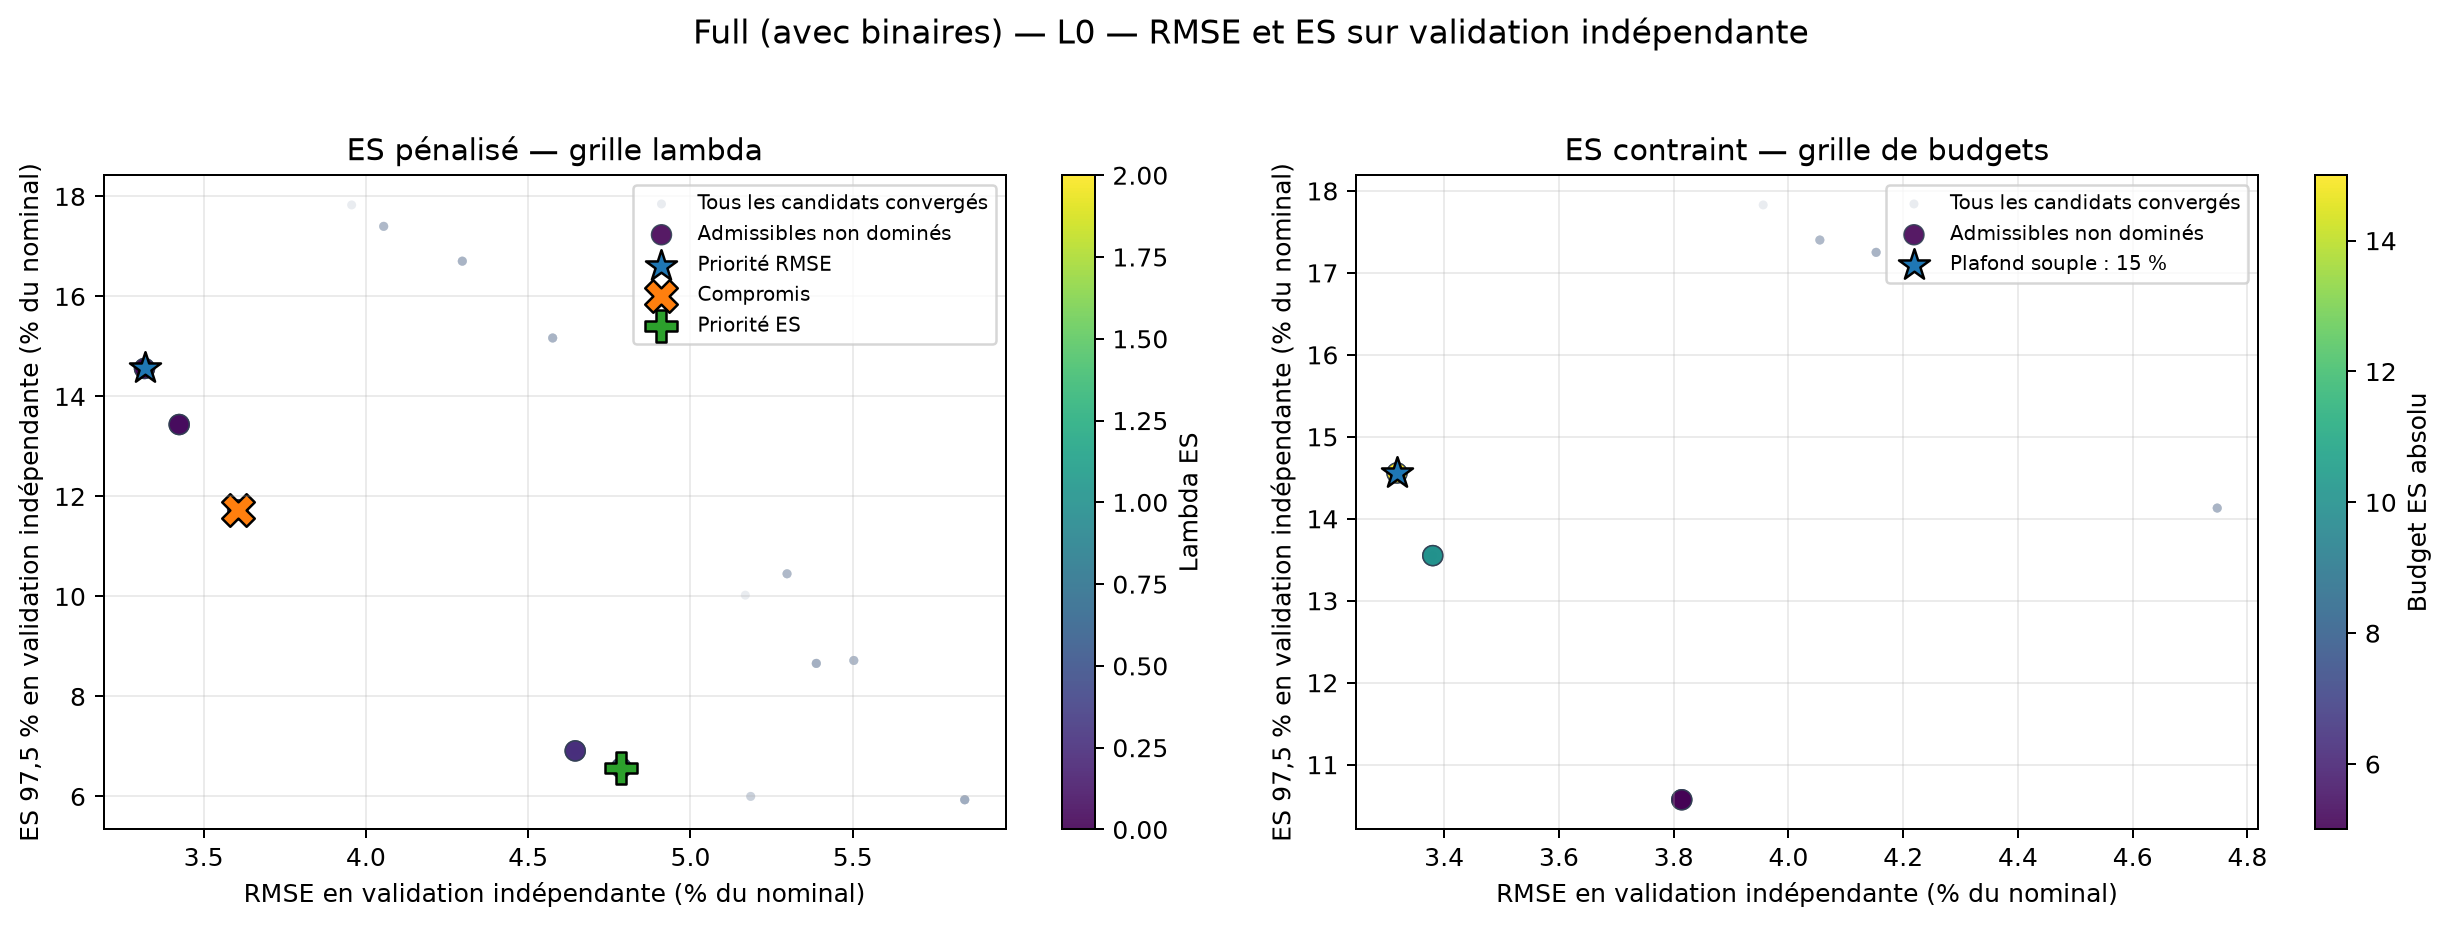 Full (avec binaires) — L0 — RMSE et ES sur validation indépendante
ES pénalisé — grille lambda
ES 97,5 % en validation indépendante (% du nominal)
18
16
14
12
10
8
6
Tous les candidats convergés
Admissibles non dominés
Priorité RMSE
Compromis
Priorité ES
3.5
4.0
4.5
5.0
5.5
RMSE en validation indépendante (% du nominal)
2.00
1.75
1.50
1.25
1.00
0.75
0.50
0.25
0.00
Lambda ES
ES contraint — grille de budgets
ES 97,5 % en validation indépendante (% du nominal)
18
17
16
15
14
13
12
11
Tous les candidats convergés
Admissibles non dominés
Plafond souple : 15 %
3.4
3.6
3.8
4.0
4.2
4.4
4.6
4.8
RMSE en validation indépendante (% du nominal)
14
12
10
8
6
Budget ES absolu